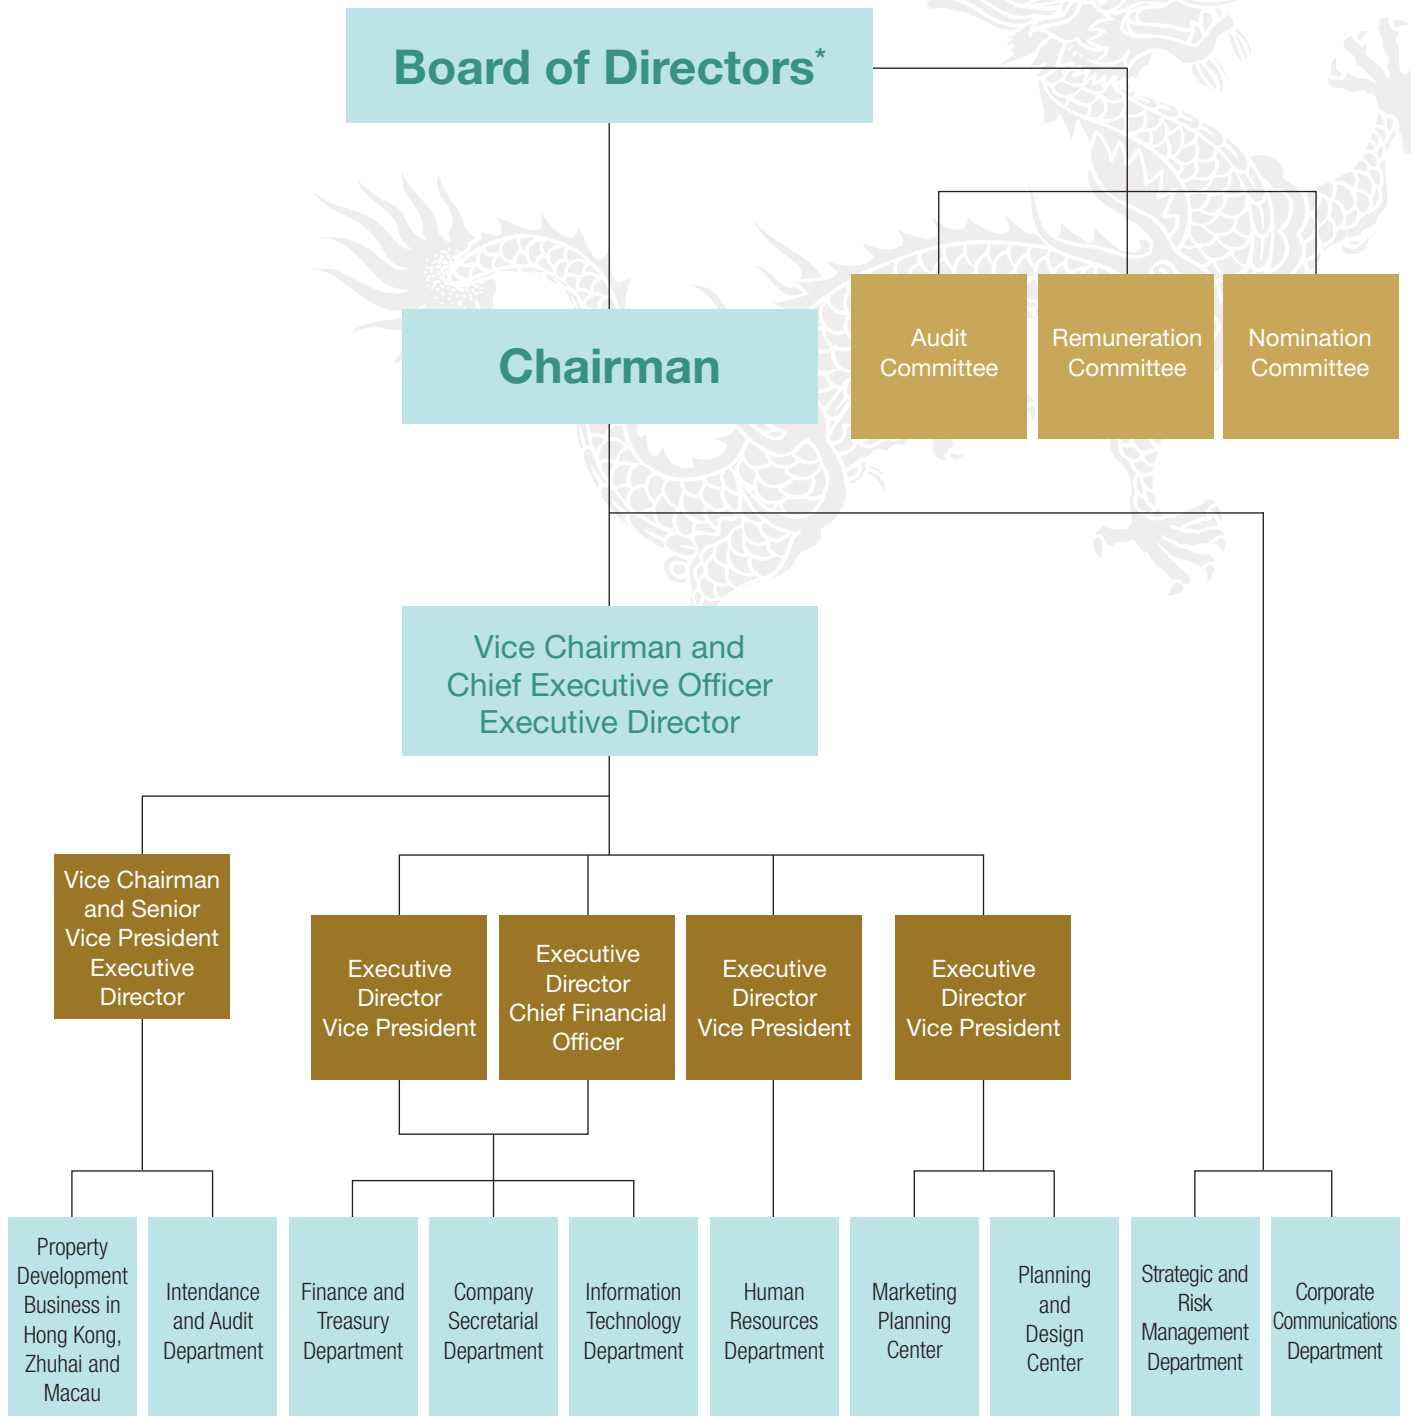 Board of Directors*
Chairman
Audit
Committee
Remuneration
Committee
Nomination
Committee
Vice Chairman and
Chief Executive Officer
Executive Director
Vice Chairman
and Senior
Vice President
Executive
Director
Executive
Director
Vice President
Executive
Director
Chief Financial
Officer
Executive
Director
Vice President
Executive
Director
Vice President
Property
Development
Business in
Hong Kong,
Zhuhai and
Macau
Intendance
and Audit
Department
Finance and
Treasury
Department
Company
Secretarial
Department
Information
Technology
Department
Human
Resources
Department
Marketing
Planning
Center
Planning
and
Design
Center
Strategic and
Risk
Management
Department
Corporate
Communications
Department